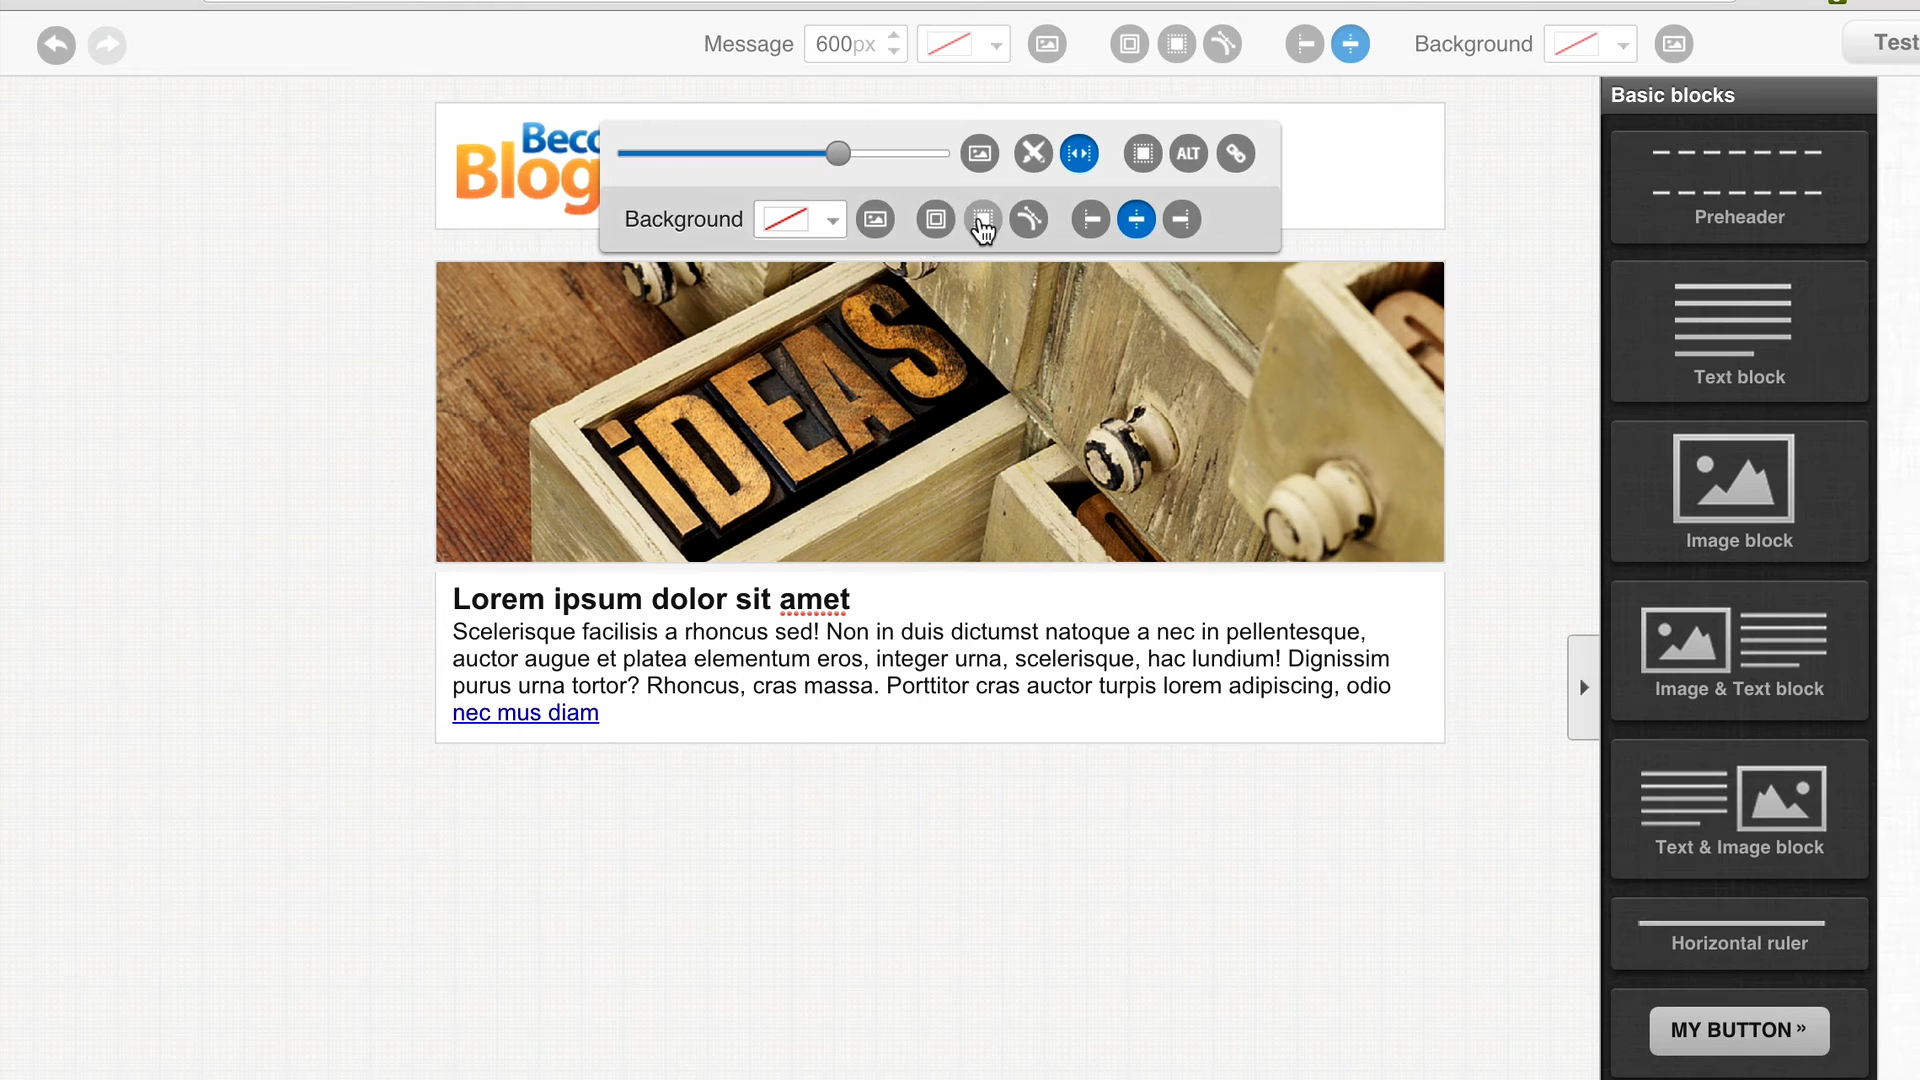 Message 600px Background Test
Basic blocks
Blog
ALT
Background
Preheader
iDEAS
Text block
Image block
Lorem ipsum dolor sit amet
Scelerisque facilisis a rhoncus sed! Non in duis dictumst natoque a nec in pellentesque,
auctor augue et platea elementum eros, integer urna, scelerisque, hac lundium! Dignissim
purus urna tortor? Rhoncus, cras massa. Porttitor cras auctor turpis lorem adipiscing, odio
nec mus diam
Image & Text block
Text & Image block
Horizontal ruler
MY BUTTON »